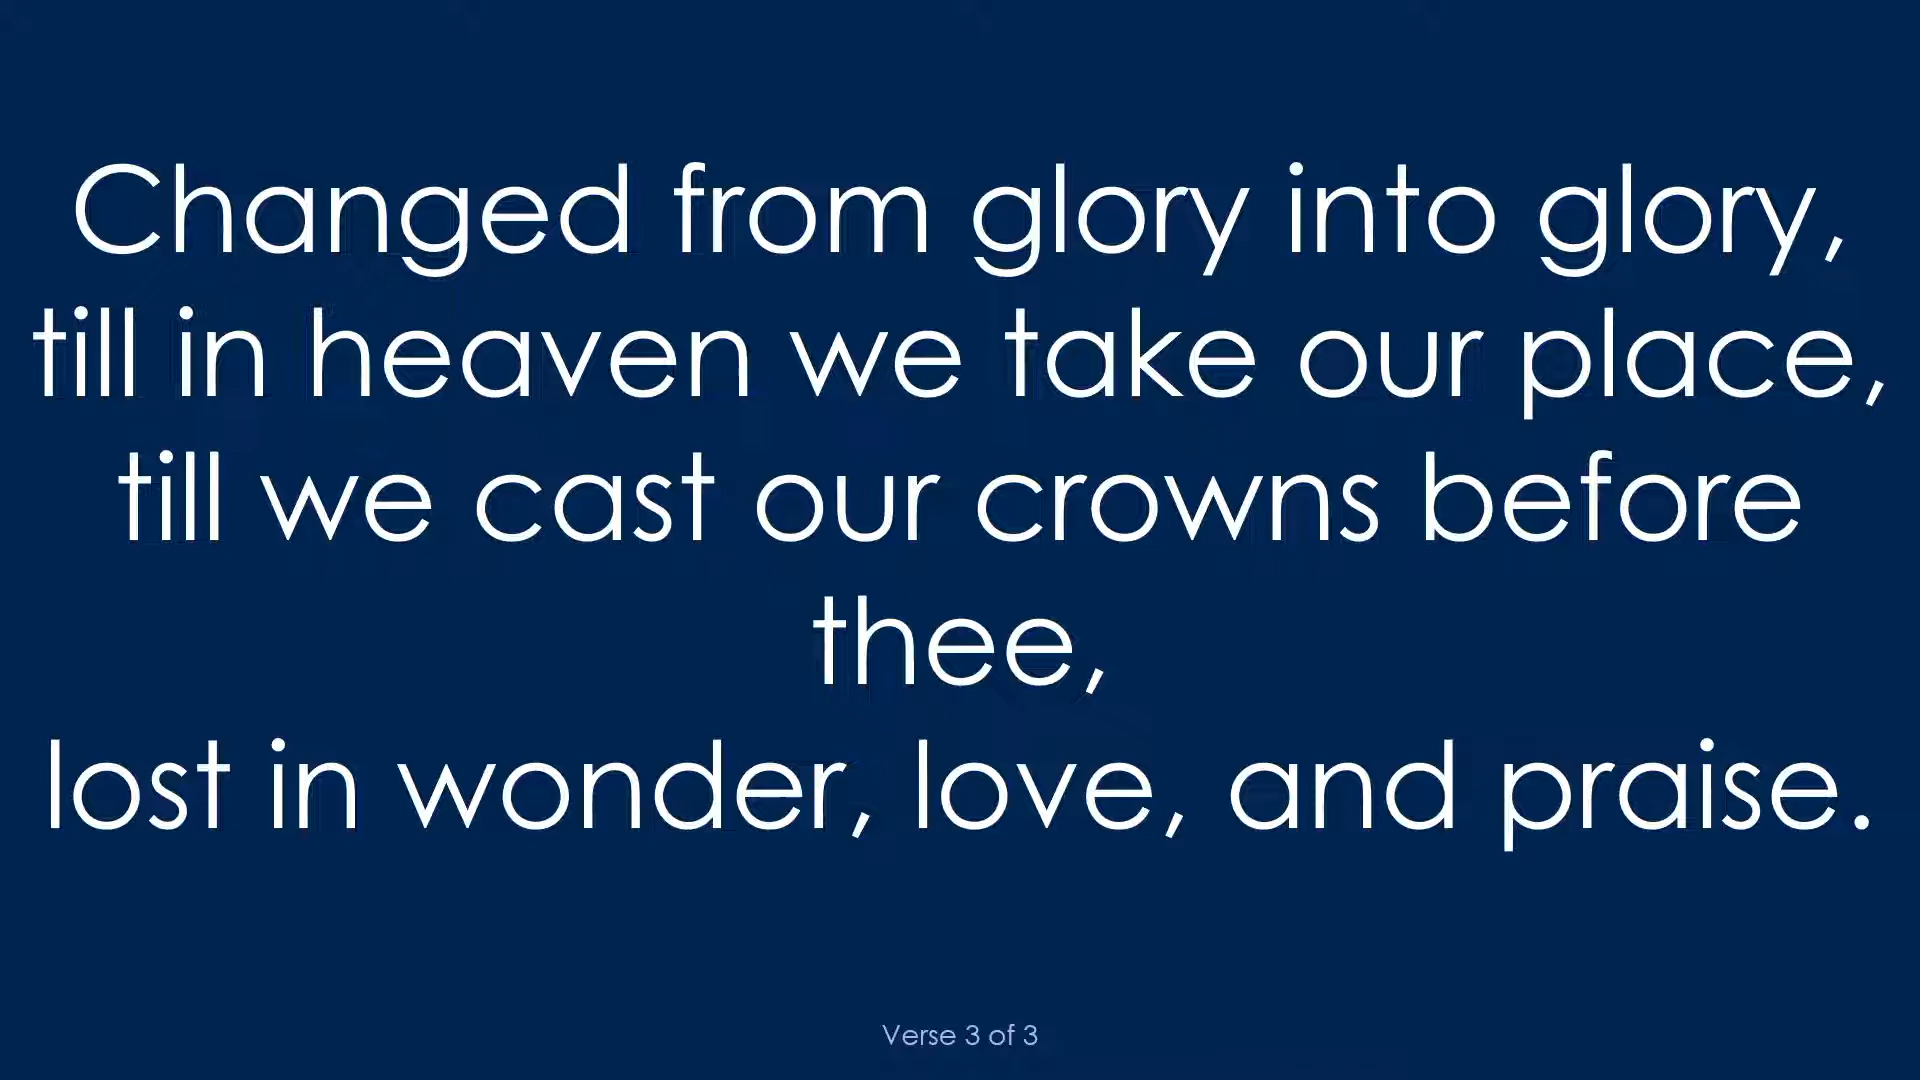 Changed from glory into glory,
till in heaven we take our place,
till we cast our crowns before
thee,
lost in wonder, love, and praise.
Verse 3 of 3